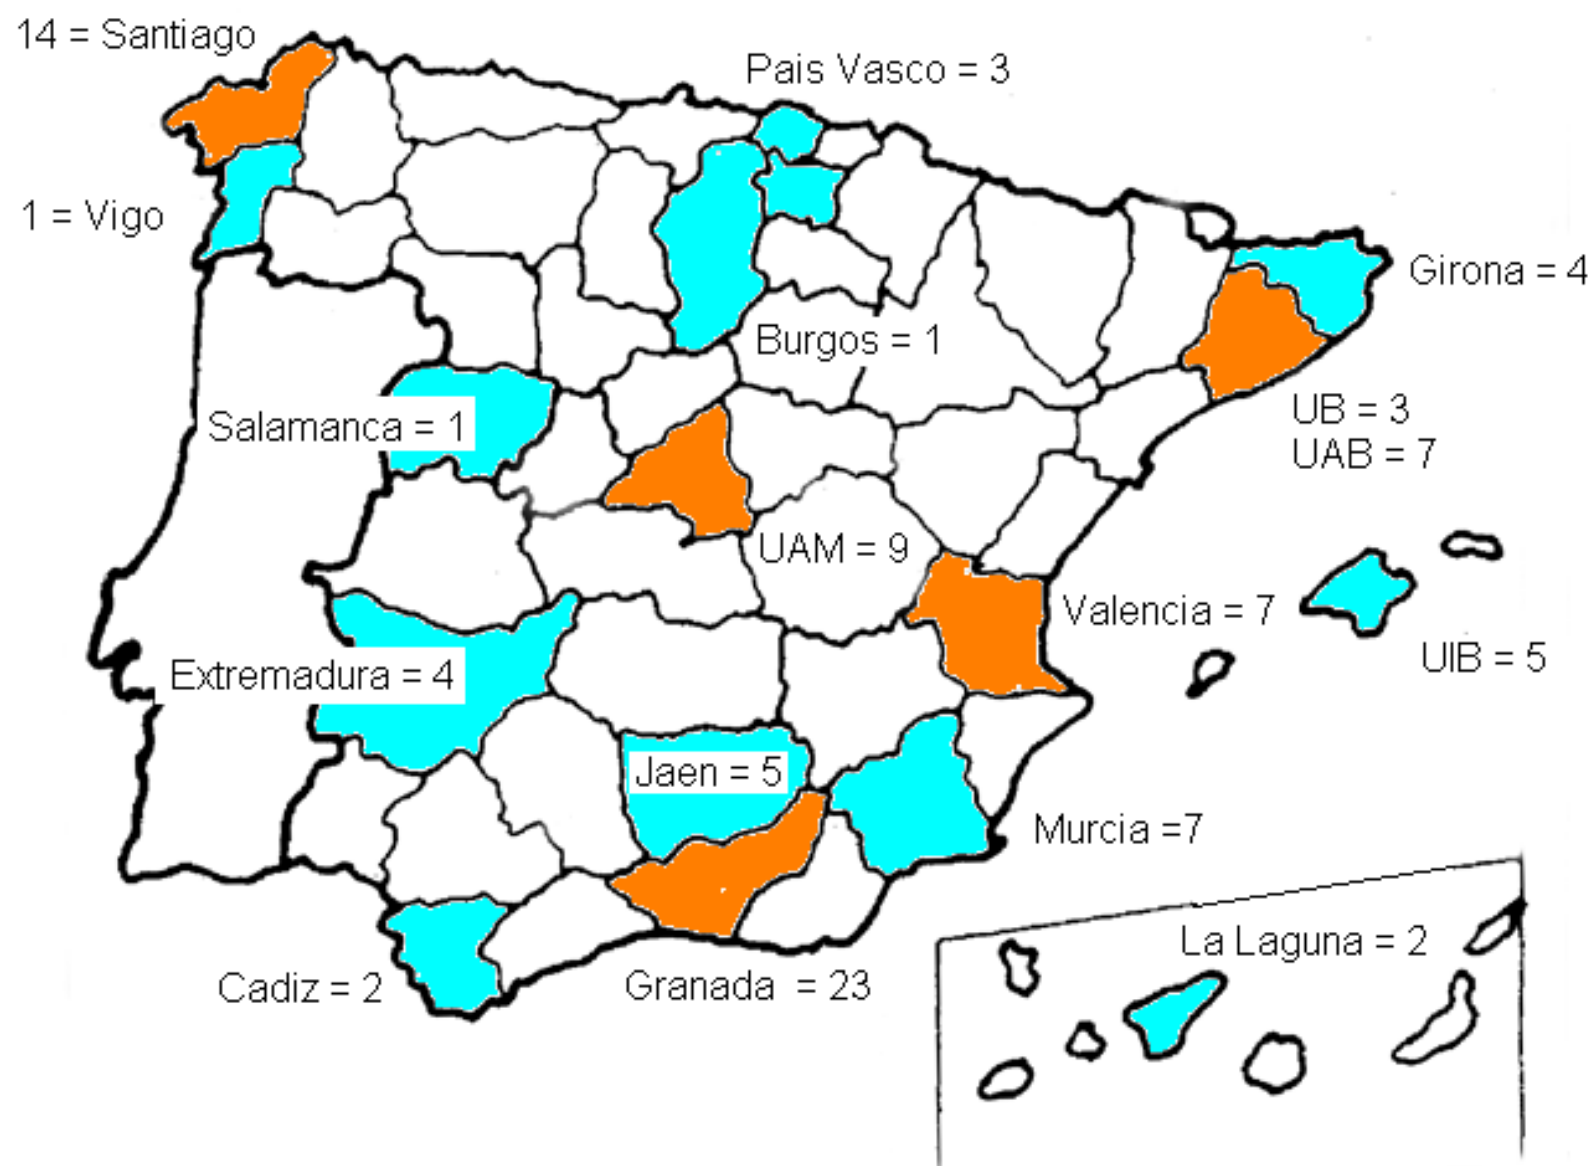 14 = Santiago
Pais Vasco = 3
1 = Vigo
Girona = 4
Burgos = 1
Salamanca = 1
UB = 3
UAB = 7
UAM = 9
Valencia = 7
UIB = 5
Extremadura = 4
Jaen = 5
Murcia =7
La Laguna = 2
Cadiz = 2
Granada = 23